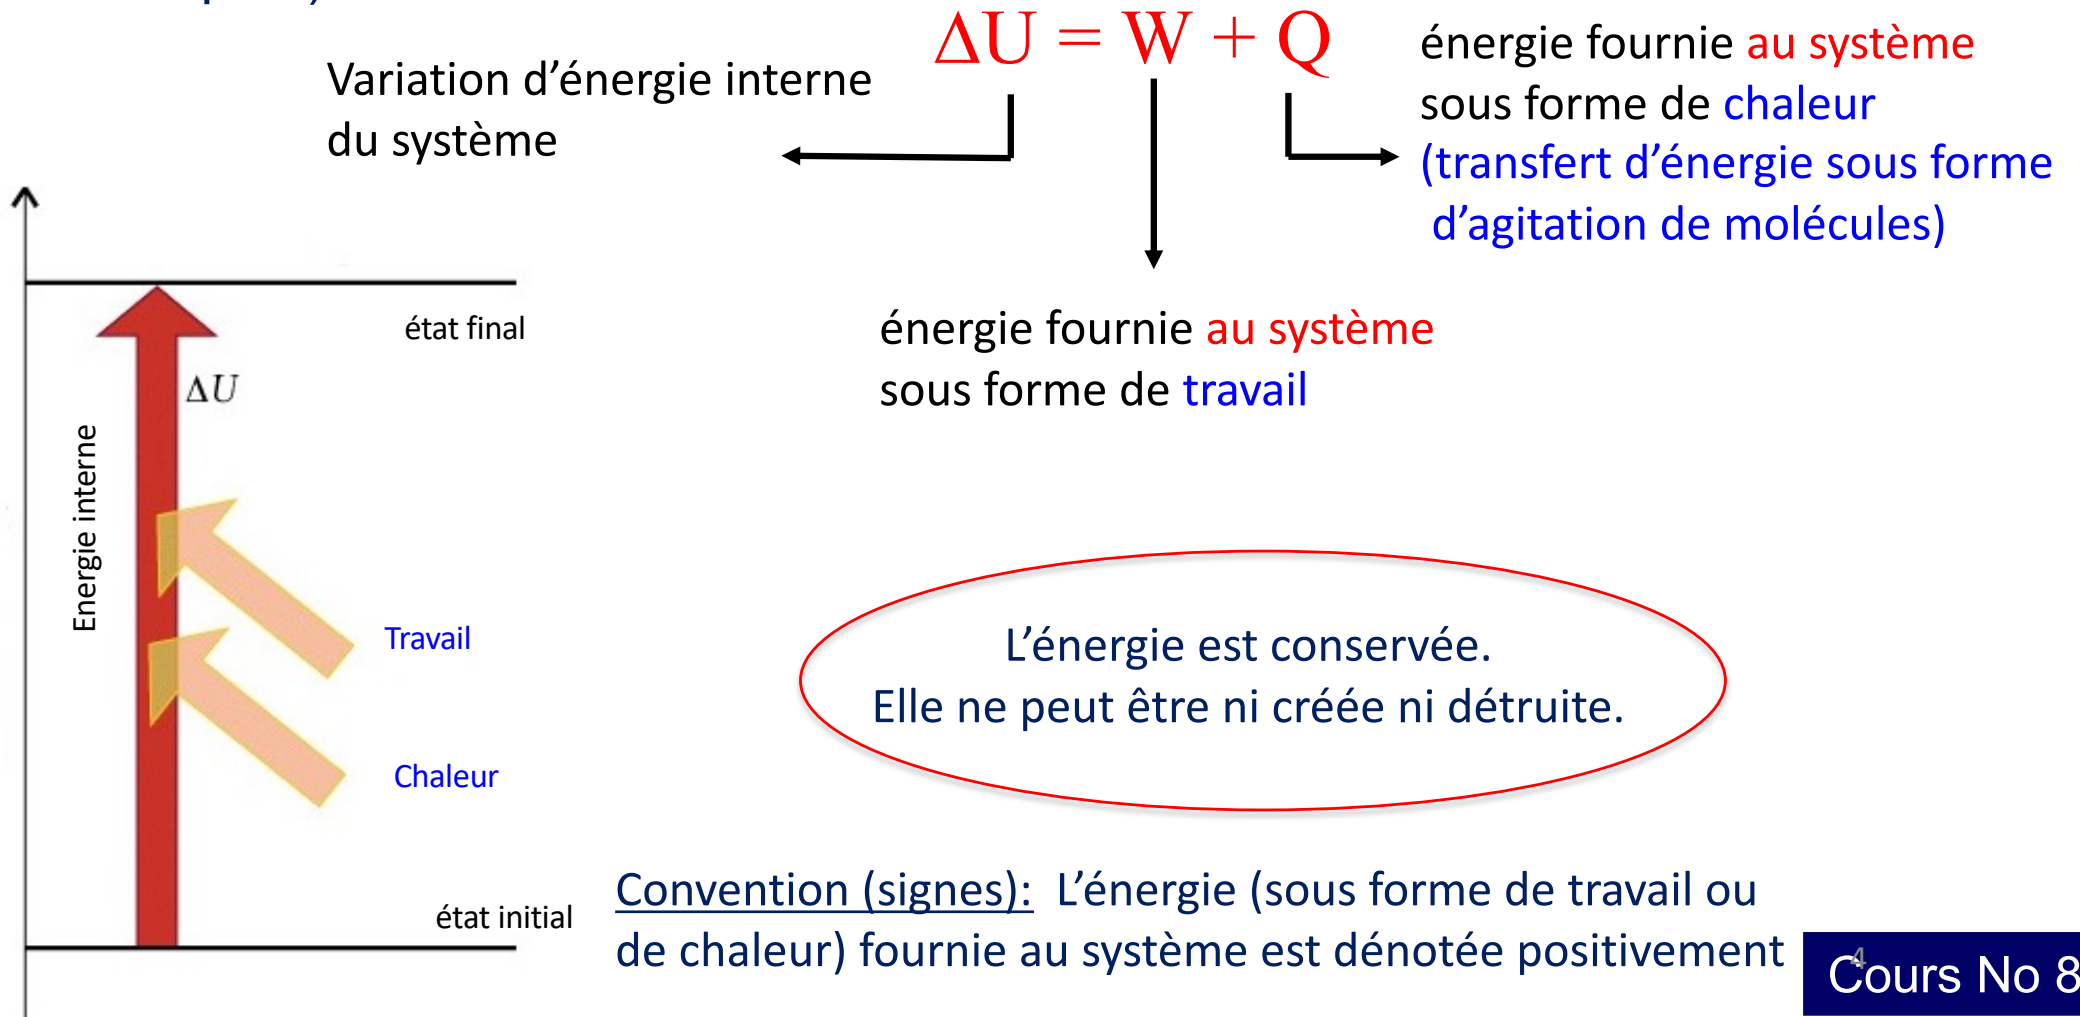 ΔU = W + Q
Variation d’énergie interne
du système
énergie fournie au système
sous forme de chaleur
(transfert d’énergie sous forme
d’agitation de molécules)
énergie fournie au système
sous forme de travail
état final
ΔU
Energie interne
Travail
Chaleur
état initial
L’énergie est conservée.
Elle ne peut être ni créée ni détruite.
Convention (signes): L’énergie (sous forme de travail ou
de chaleur) fournie au système est dénotée positivement
4
Cours No 8